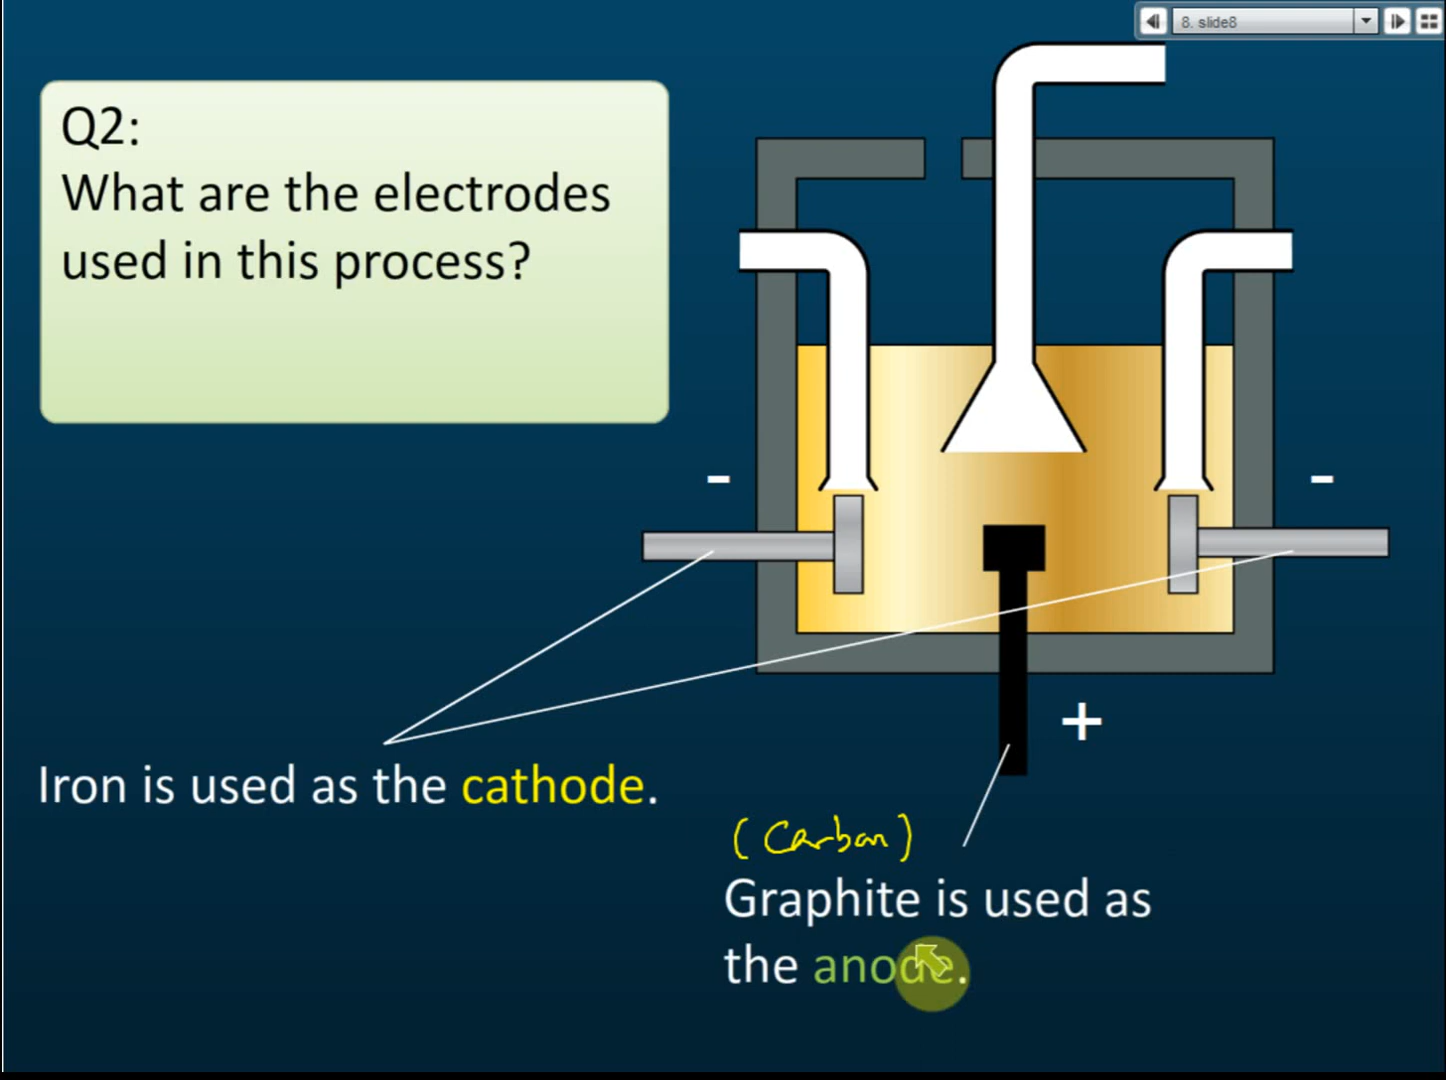 8. slide8
Q2:
What are the electrodes
used in this process?
-
-
+
Iron is used as the cathode.
(Carbon)
Graphite is used as
the anode.